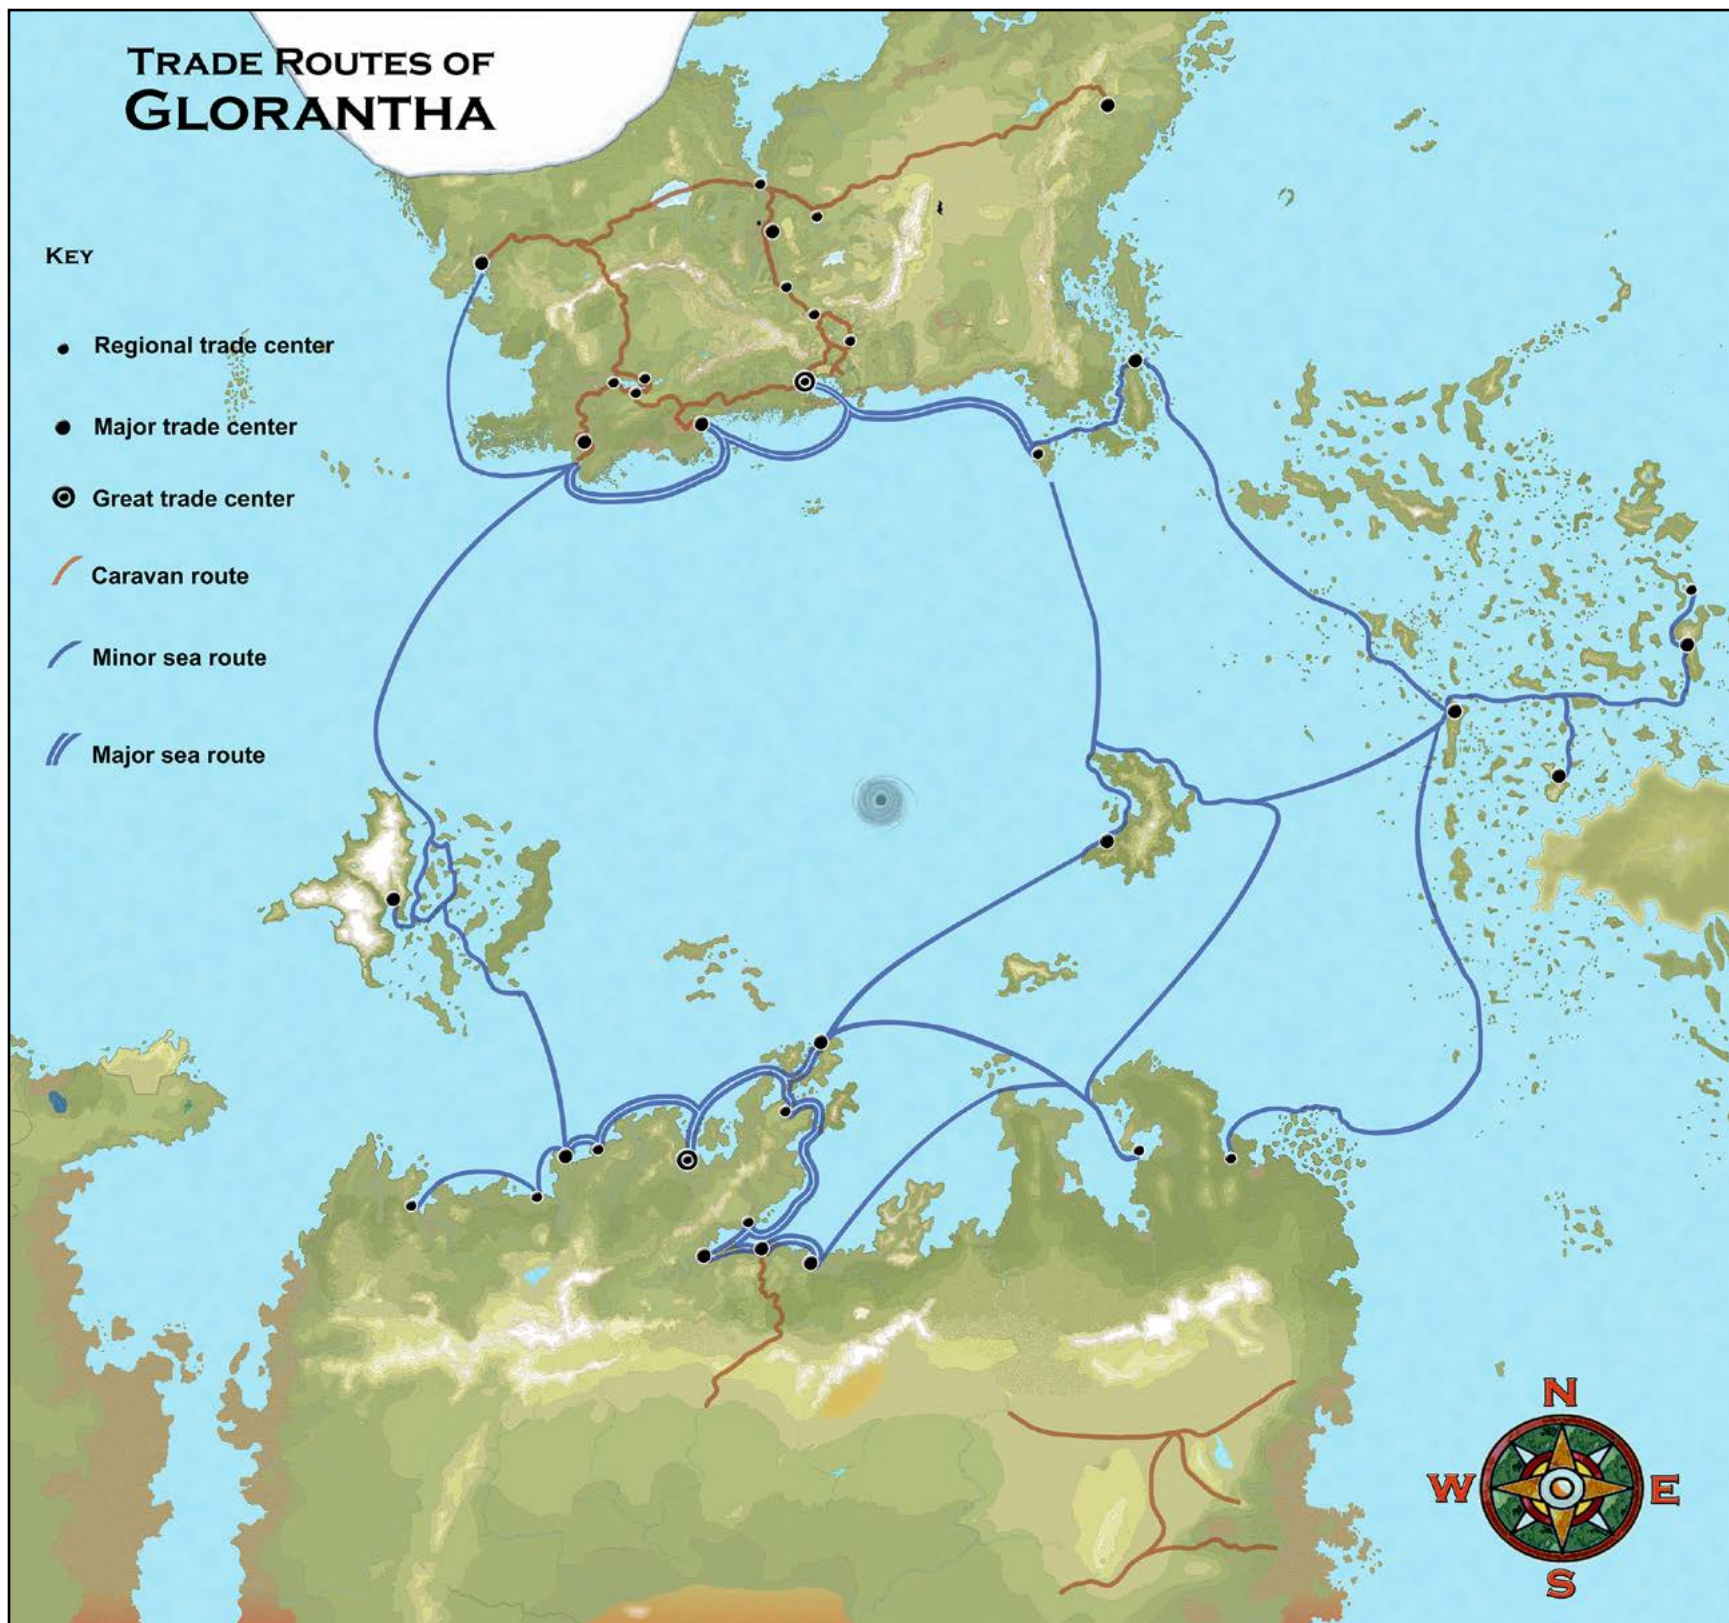 TRADE ROUTES OF
GLORANTHA
KEY
Regional trade center
Major trade center
Great trade center
Caravan route
Minor sea route
Major sea route
N
W
E
S